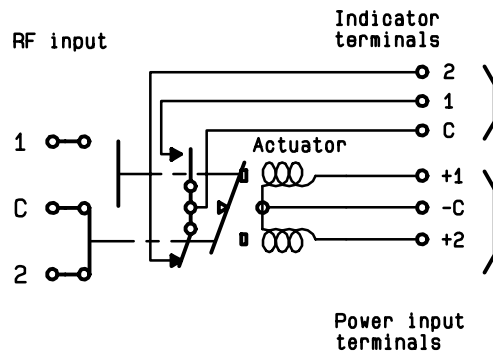 RF input
Indicator
terminals
2
1
C
Actuator
1
C
2
+1
-C
+2
Power input
terminals